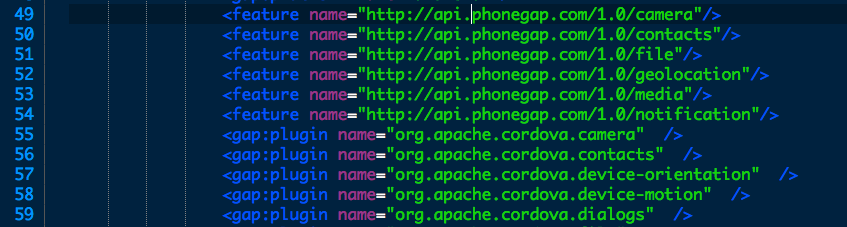 49 <feature name="http://api.phonegap.com/1.0/camera"/>
50 <feature name="http://api.phonegap.com/1.0/contacts"/>
51 <feature name="http://api.phonegap.com/1.0/file"/>
52 <feature name="http://api.phonegap.com/1.0/geolocation"/>
53 <feature name="http://api.phonegap.com/1.0/media"/>
54 <feature name="http://api.phonegap.com/1.0/notification"/>
55 <gap:plugin name="org.apache.cordova.camera"  />
56 <gap:plugin name="org.apache.cordova.contacts"  />
57 <gap:plugin name="org.apache.cordova.device-orientation"  />
58 <gap:plugin name="org.apache.cordova.device-motion"  />
59 <gap:plugin name="org.apache.cordova.dialogs"  />